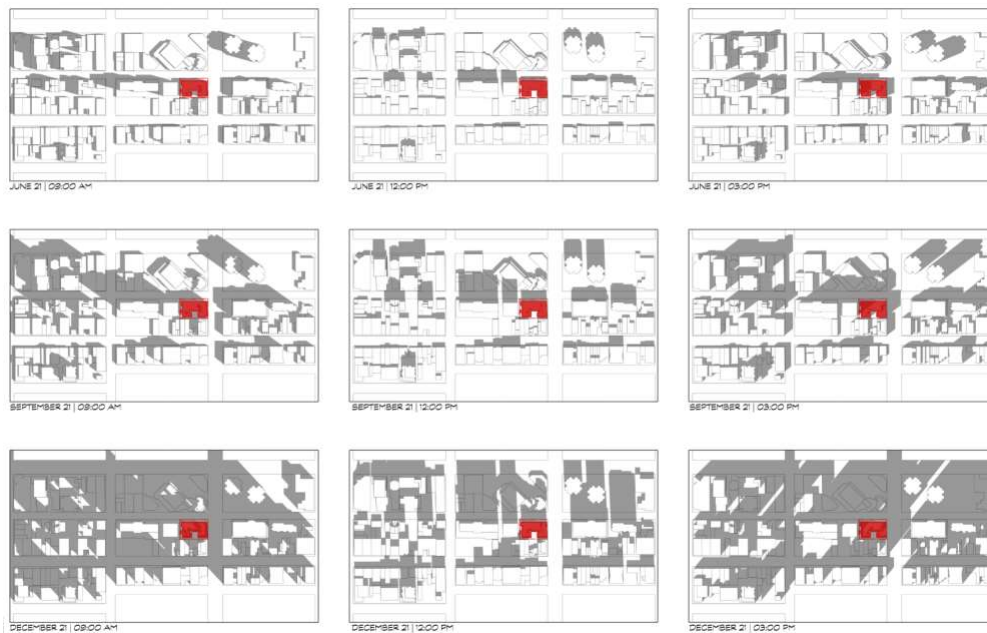 JUNE 21 | 09:00 AM
JUNE 21 | 12:00 PM
JUNE 21 | 03:00 PM
SEPTEMBER 21 | 09:00 AM
SEPTEMBER 21 | 12:00 PM
SEPTEMBER 21 | 03:00 PM
DECEMBER 21 | 09:00 AM
DECEMBER 21 | 12:00 PM
DECEMBER 21 | 03:00 PM